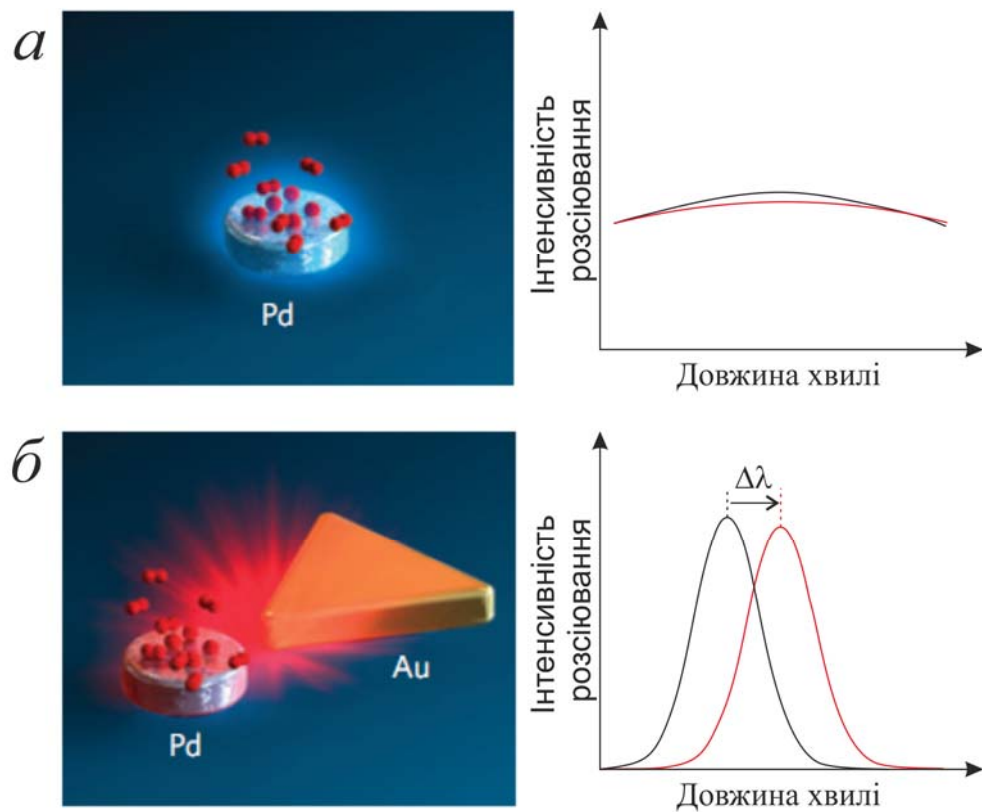 а
Pd
Інтенсивність
розсіювання
Довжина хвилі
б
Pd
Au
Δλ
Інтенсивність
розсіювання
Довжина хвилі